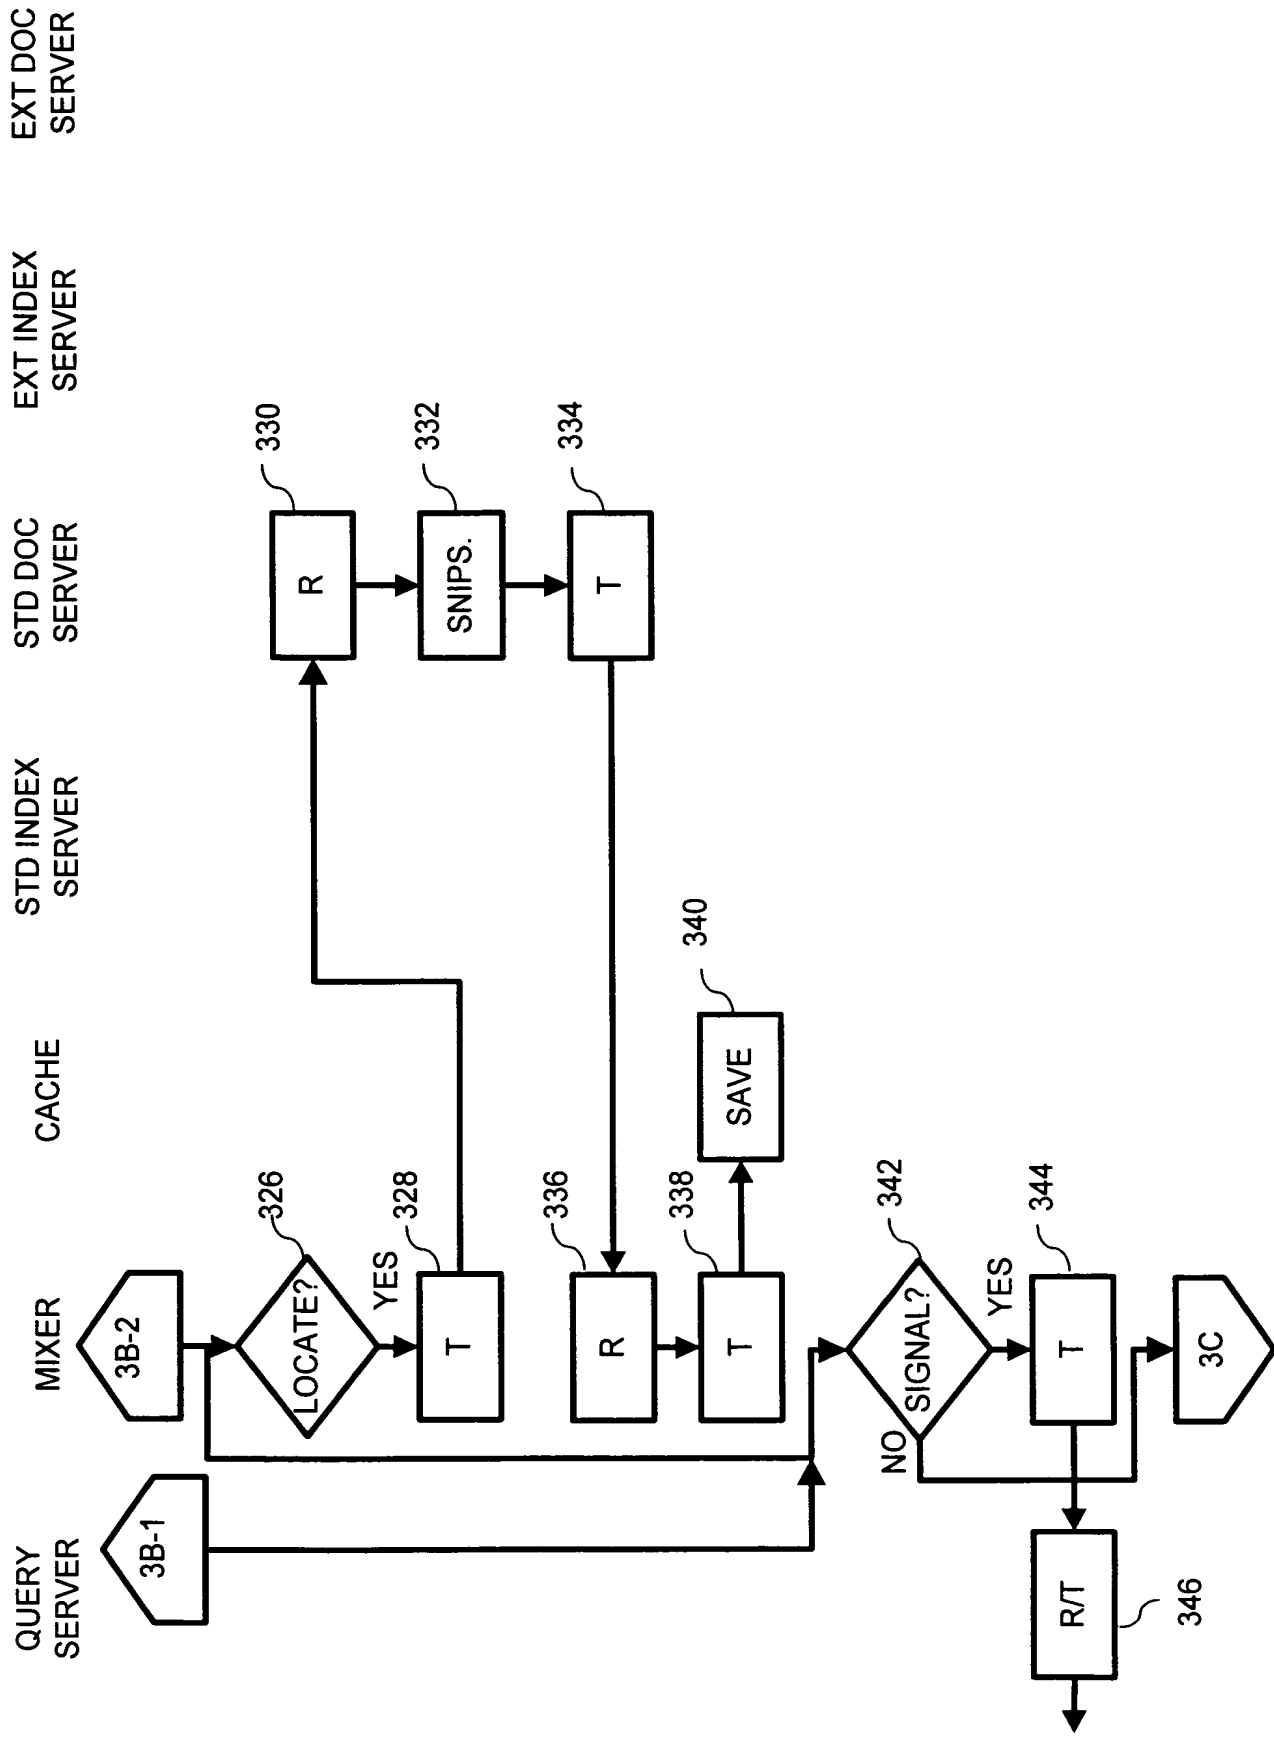 QUERY
SERVER
MIXER
CACHE
STD INDEX
SERVER
STD DOC
SERVER
EXT INDEX
SERVER
EXT DOC
SERVER
3B-1
3B-2
LOCATE?
326
YES
T
328
R
330
SNIPS.
332
T
334
R
336
T
338
SAVE
340
SIGNAL?
342
NO
YES
T
344
R/T
346
3C